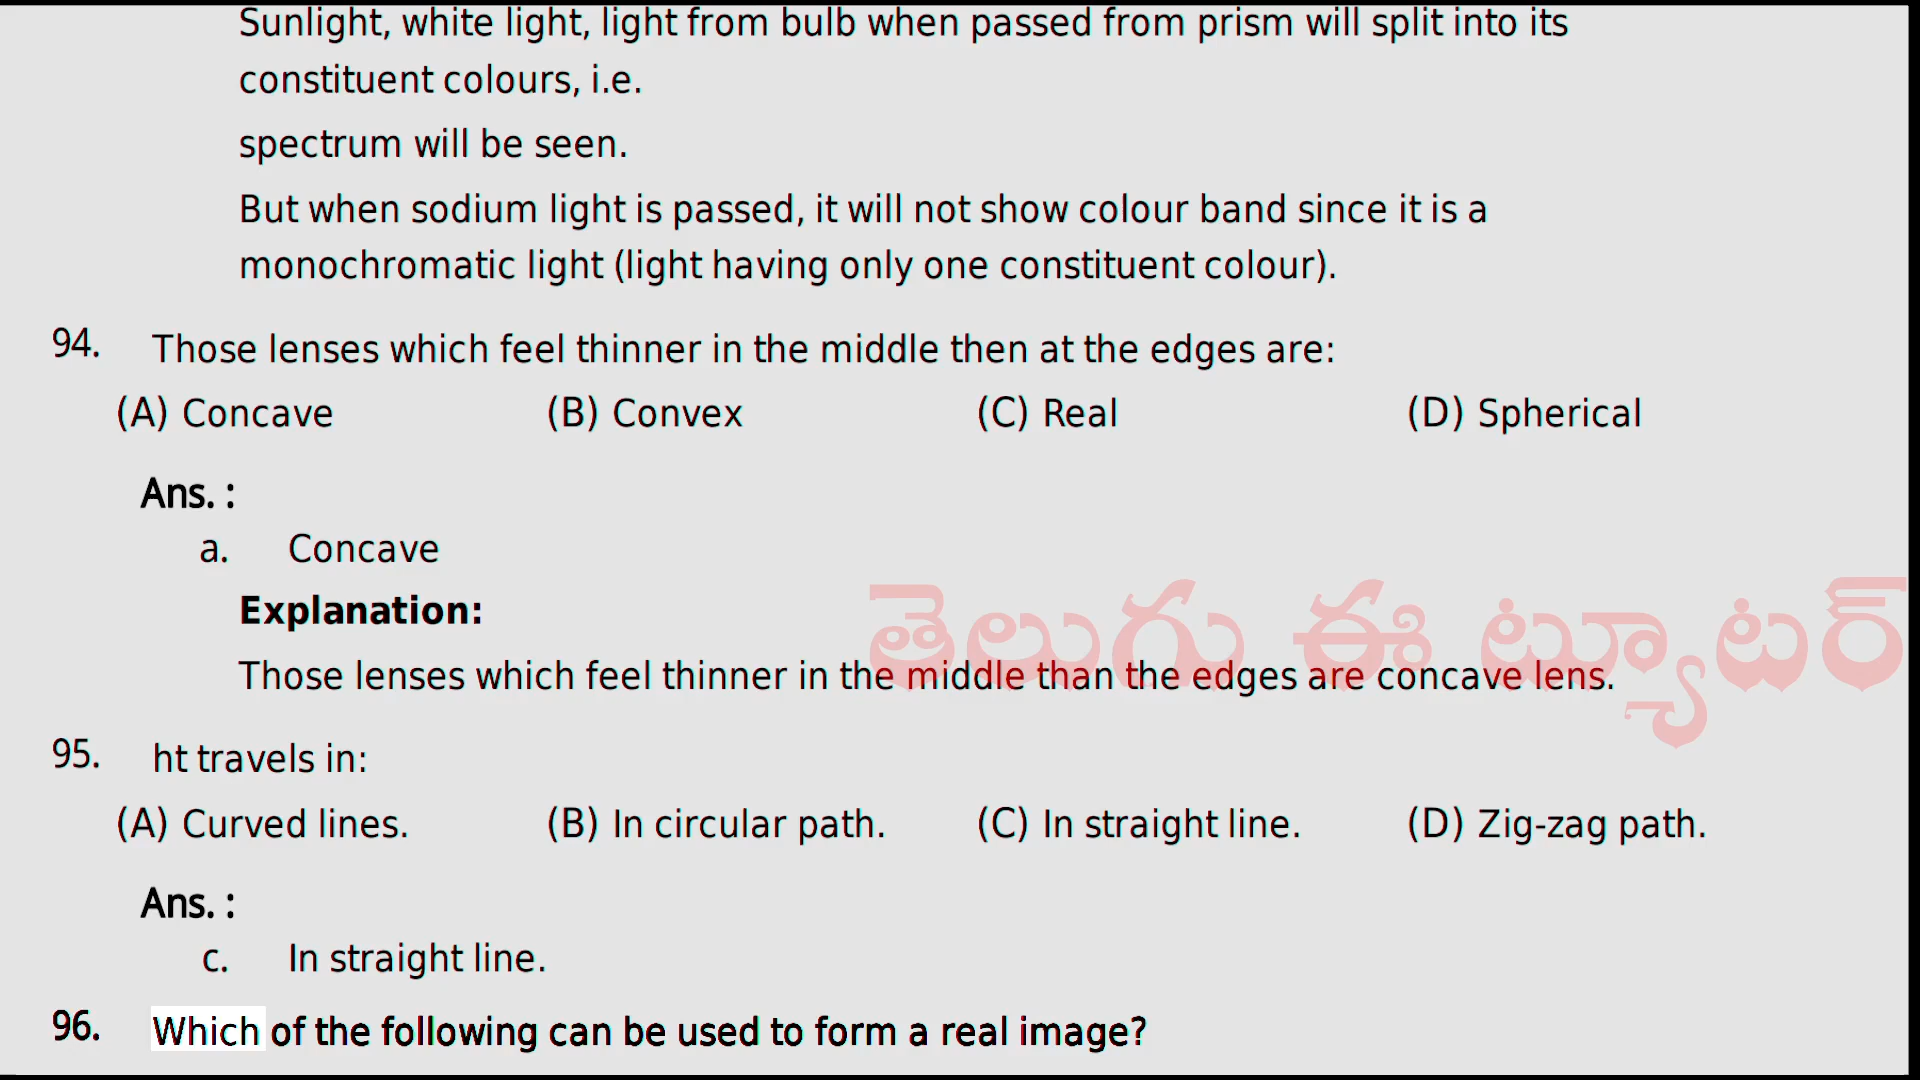 Sunlight, white light, light from bulb when passed from prism will split into its
constituent colours, i.e.
spectrum will be seen.
But when sodium light is passed, it will not show colour band since it is a
monochromatic light (light having only one constituent colour).
94. Those lenses which feel thinner in the middle then at the edges are:
(A) Concave (B) Convex (C) Real (D) Spherical
Ans. :
a. Concave
Explanation:
తెలుగు ఈ ట్యూటర్
Those lenses which feel thinner in the middle than the edges are concave lens.
95. ht travels in:
(A) Curved lines. (B) In circular path. (C) In straight line. (D) Zig-zag path.
Ans. :
c. In straight line.
96. Which of the following can be used to form a real image?